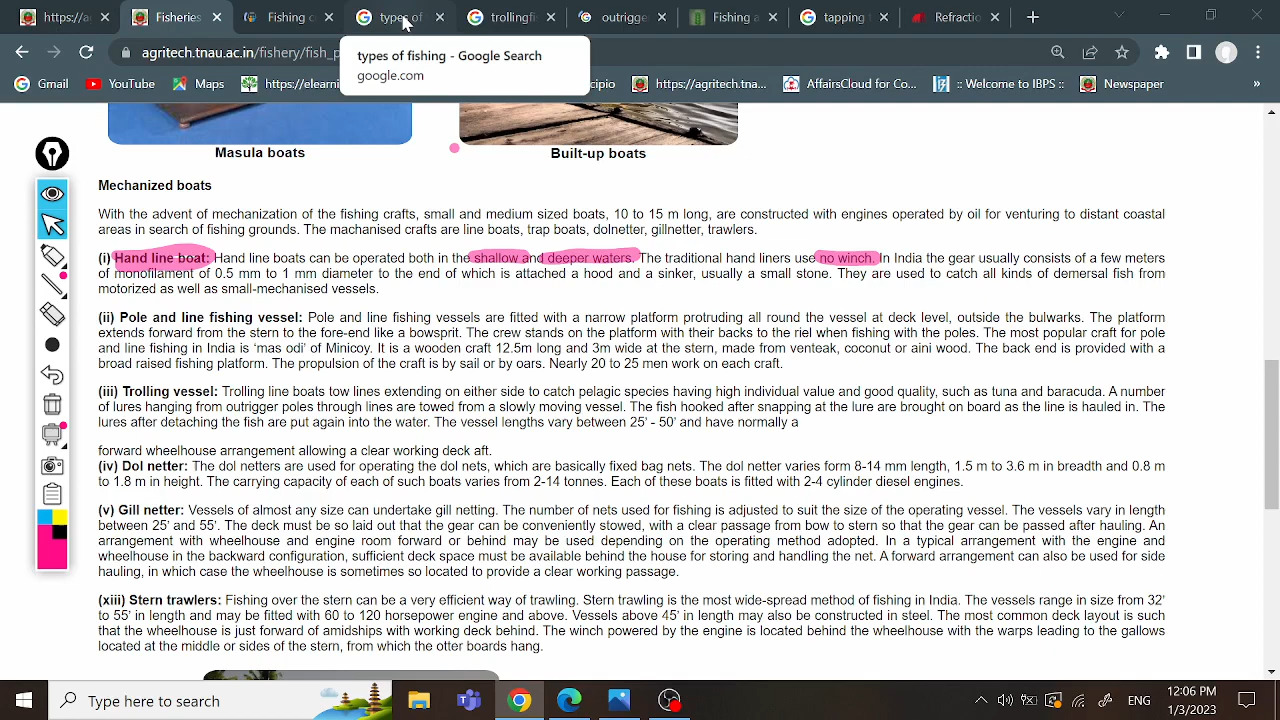 https:/
Fisheries
Fishing c
types of
trollingfi
outrigge
Fishing a
tapping t
Refractio
agritech.tnau.ac.in/fishery/fish_p
types of fishing - Google Search
google.com
Gmail
YouTube
Maps
https://elearn
cipio
https://agritech.tna...
AffairsCloud for Co...
:: Welcome to IBPS ::
Newspaper
»
Masula boats
Built-up boats
Mechanized boats
With the advent of mechanization of the fishing crafts, small and medium sized boats, 10 to 15 m long, are constructed with engines operated by oil for venturing to distant coastal
areas in search of fishing grounds. The machanised crafts are line boats, trap boats, dolnetter, gillnetter, trawlers.
(i) Hand line boat: Hand line boats can be operated both in the shallow and deeper waters. The traditional hand liners use no winch. In India the gear usually consists of a few meters
of monofilament of 0.5 mm to 1 mm diameter to the end of which is attached a hood and a sinker, usually a small stone. They are used to catch all kinds of demersal fish from
motorized as well as small-mechanised vessels.
(ii) Pole and line fishing vessel: Pole and line fishing vessels are fitted with a narrow platform protruding all round the vessel at deck level, outside the bulwarks. The platform
extends forward from the stern to the fore-end like a bowsprit. The crew stands on the platform with their backs to the riel when fishing with the poles. The most popular craft for pole
and line fishing in India is ‘mas odi’ of Minicoy. It is a wooden craft 12.5m long and 3m wide at the stern, made from venteak, coconut or aini wood. The back end is provided with a
broad raised fishing platform. The propulsion of the craft is by sail or by oars. Nearly 20 to 25 men work on each craft.
(iii) Trolling vessel: Trolling line boats tow lines extending on either side to catch pelagic species having high individual value and good quality, such as tuna and baracuda. A number
of lures hanging from outrigger poles through lines are towed from a slowly moving vessel. The fish hooked after snapping at the lure are brought on board as the line is hauled in. The
lures after detaching the fish are put again into the water. The vessel lengths vary between 25’ - 50’ and have normally a
forward wheelhouse arrangement allowing a clear working deck aft.
(iv) Dol netter: The dol netters are used for operating the dol nets, which are basically fixed bag nets. The dol netter varies form 8-14 mm length, 1.5 m to 3.6 m in breadth and 0.8 m
to 1.8 m in height. The carrying capacity of each of such boats varies from 2-14 tonnes. Each of these boats is fitted with 2-4 cylinder diesel engines.
(v) Gill netter: Vessels of almost any size can undertake gill netting. The number of nets used for fishing is adjusted to suit the size of the operating vessel. The vessels vary in length
between 25’ and 55’. The deck must be so laid out that the gear can be conveniently stowed, with a clear passage from bow to stern so that the gear can be passed after hauling. An
arrangement with wheelhouse and engine room forward or behind may be used depending on the operating method adopted. In a typical arrangement with the engine and
wheelhouse in the backward configuration, sufficient deck space must be available behind the house for storing and handling the net. A forward arrangement can also be used for side
hauling, in which case the wheelhouse is sometimes so located to provide a clear working passage.
(xiii) Stern trawlers: Fishing over the stern can be a very efficient way of trawling. Stern trawling is the most wide-spread method of fishing in India. The vessels range in size from 32’
to 55’ in length and may be fitted with 60 to 120 horsepower engine and above. Vessels above 45’ in length may also be constructed in steel. The most common deck layout is such
that the wheelhouse is just forward of amidships with working deck behind. The winch powered by the engine is located behind the wheelhouse with the warps leading to the gallows
located at the middle or sides of the stern, from which the otter boards hang.
Type here to search
ENG
12:06 PM
1/3/2023